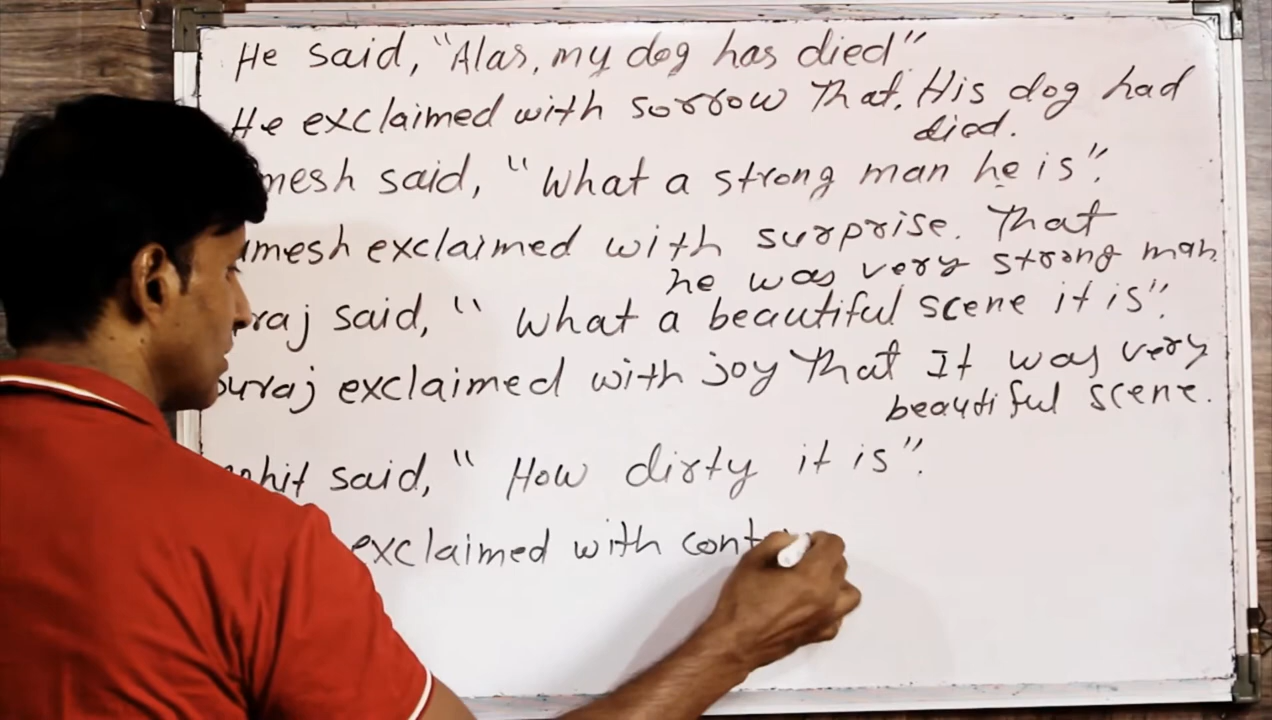 He said, "Alas, my dog has died"
He exclaimed with sorrow That. His dog had
died.
mesh said, "What a strong man he is".
mesh exclaimed with surprise. That
he was very strong man.
raj said, "What a beautiful scene it is".
uraj exclaimed with joy That It was very
beautiful scene.
hit said, "How dirty it is".
exclaimed with cont